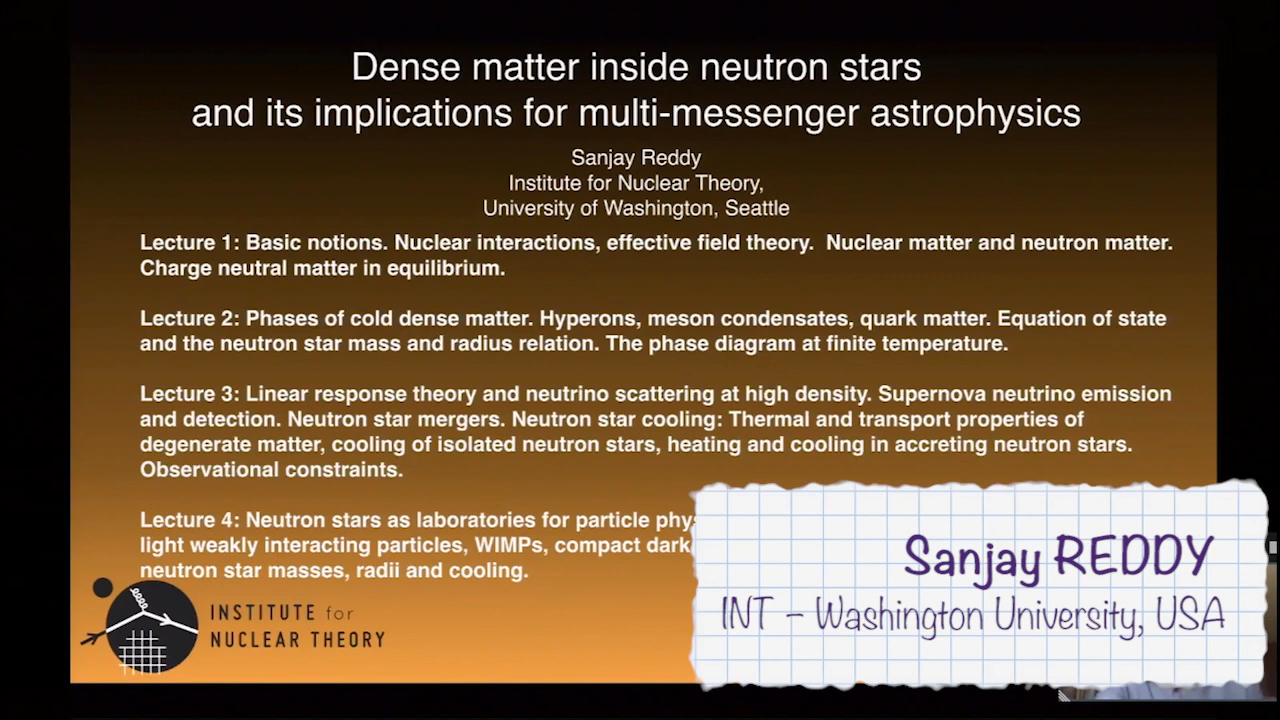 Dense matter inside neutron stars
and its implications for multi-messenger astrophysics
Sanjay Reddy
Institute for Nuclear Theory,
University of Washington, Seattle
Lecture 1: Basic notions. Nuclear interactions, effective field theory. Nuclear matter and neutron matter.
Charge neutral matter in equilibrium.
Lecture 2: Phases of cold dense matter. Hyperons, meson condensates, quark matter. Equation of state
and the neutron star mass and radius relation. The phase diagram at finite temperature.
Lecture 3: Linear response theory and neutrino scattering at high density. Supernova neutrino emission
and detection. Neutron star mergers. Neutron star cooling: Thermal and transport properties of
degenerate matter, cooling of isolated neutron stars, heating and cooling in accreting neutron stars.
Observational constraints.
Lecture 4: Neutron stars as laboratories for particle
light weakly interacting particles, WIMPs, compact dark
neutron star masses, radii and cooling.
INSTITUTE for
NUCLEAR THEORY
Sanjay REDDY
INT – Washington University, USA